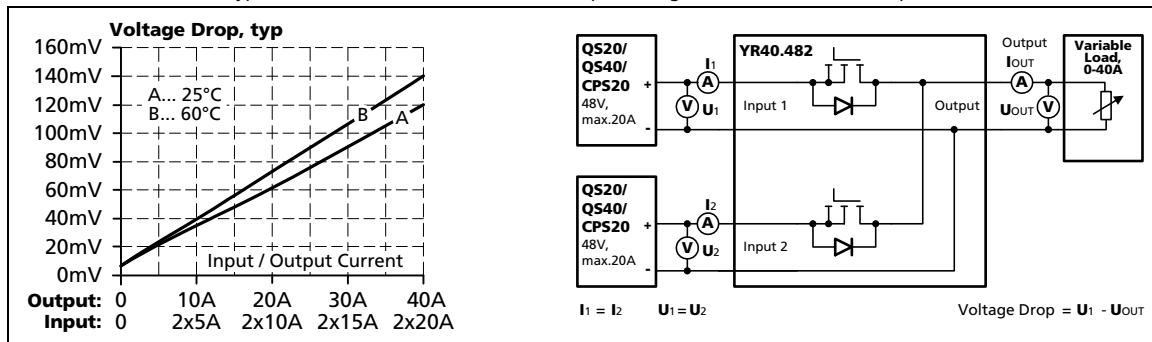 Voltage Drop, typ
160mV
140mV
120mV
100mV
80mV
60mV
40mV
20mV
0mV
A... 25°C
B... 60°C
B
A
Input / Output Current
Output: 0 10A 20A 30A 40A
Input: 0 2x5A 2x10A 2x15A 2x20A
QS20/
QS40/
CPS20
48V,
max.20A
+
-
I1
A
V
U1
YR40.482
Input 1
Output
Output
IOUT
A
UOUT
V
Variable
Load,
0-40A
QS20/
QS40/
CPS20
48V,
max.20A
+
-
I2
A
V
U2
Input 2
I1 = I2 U1 = U2
Voltage Drop = U1 - UOUT